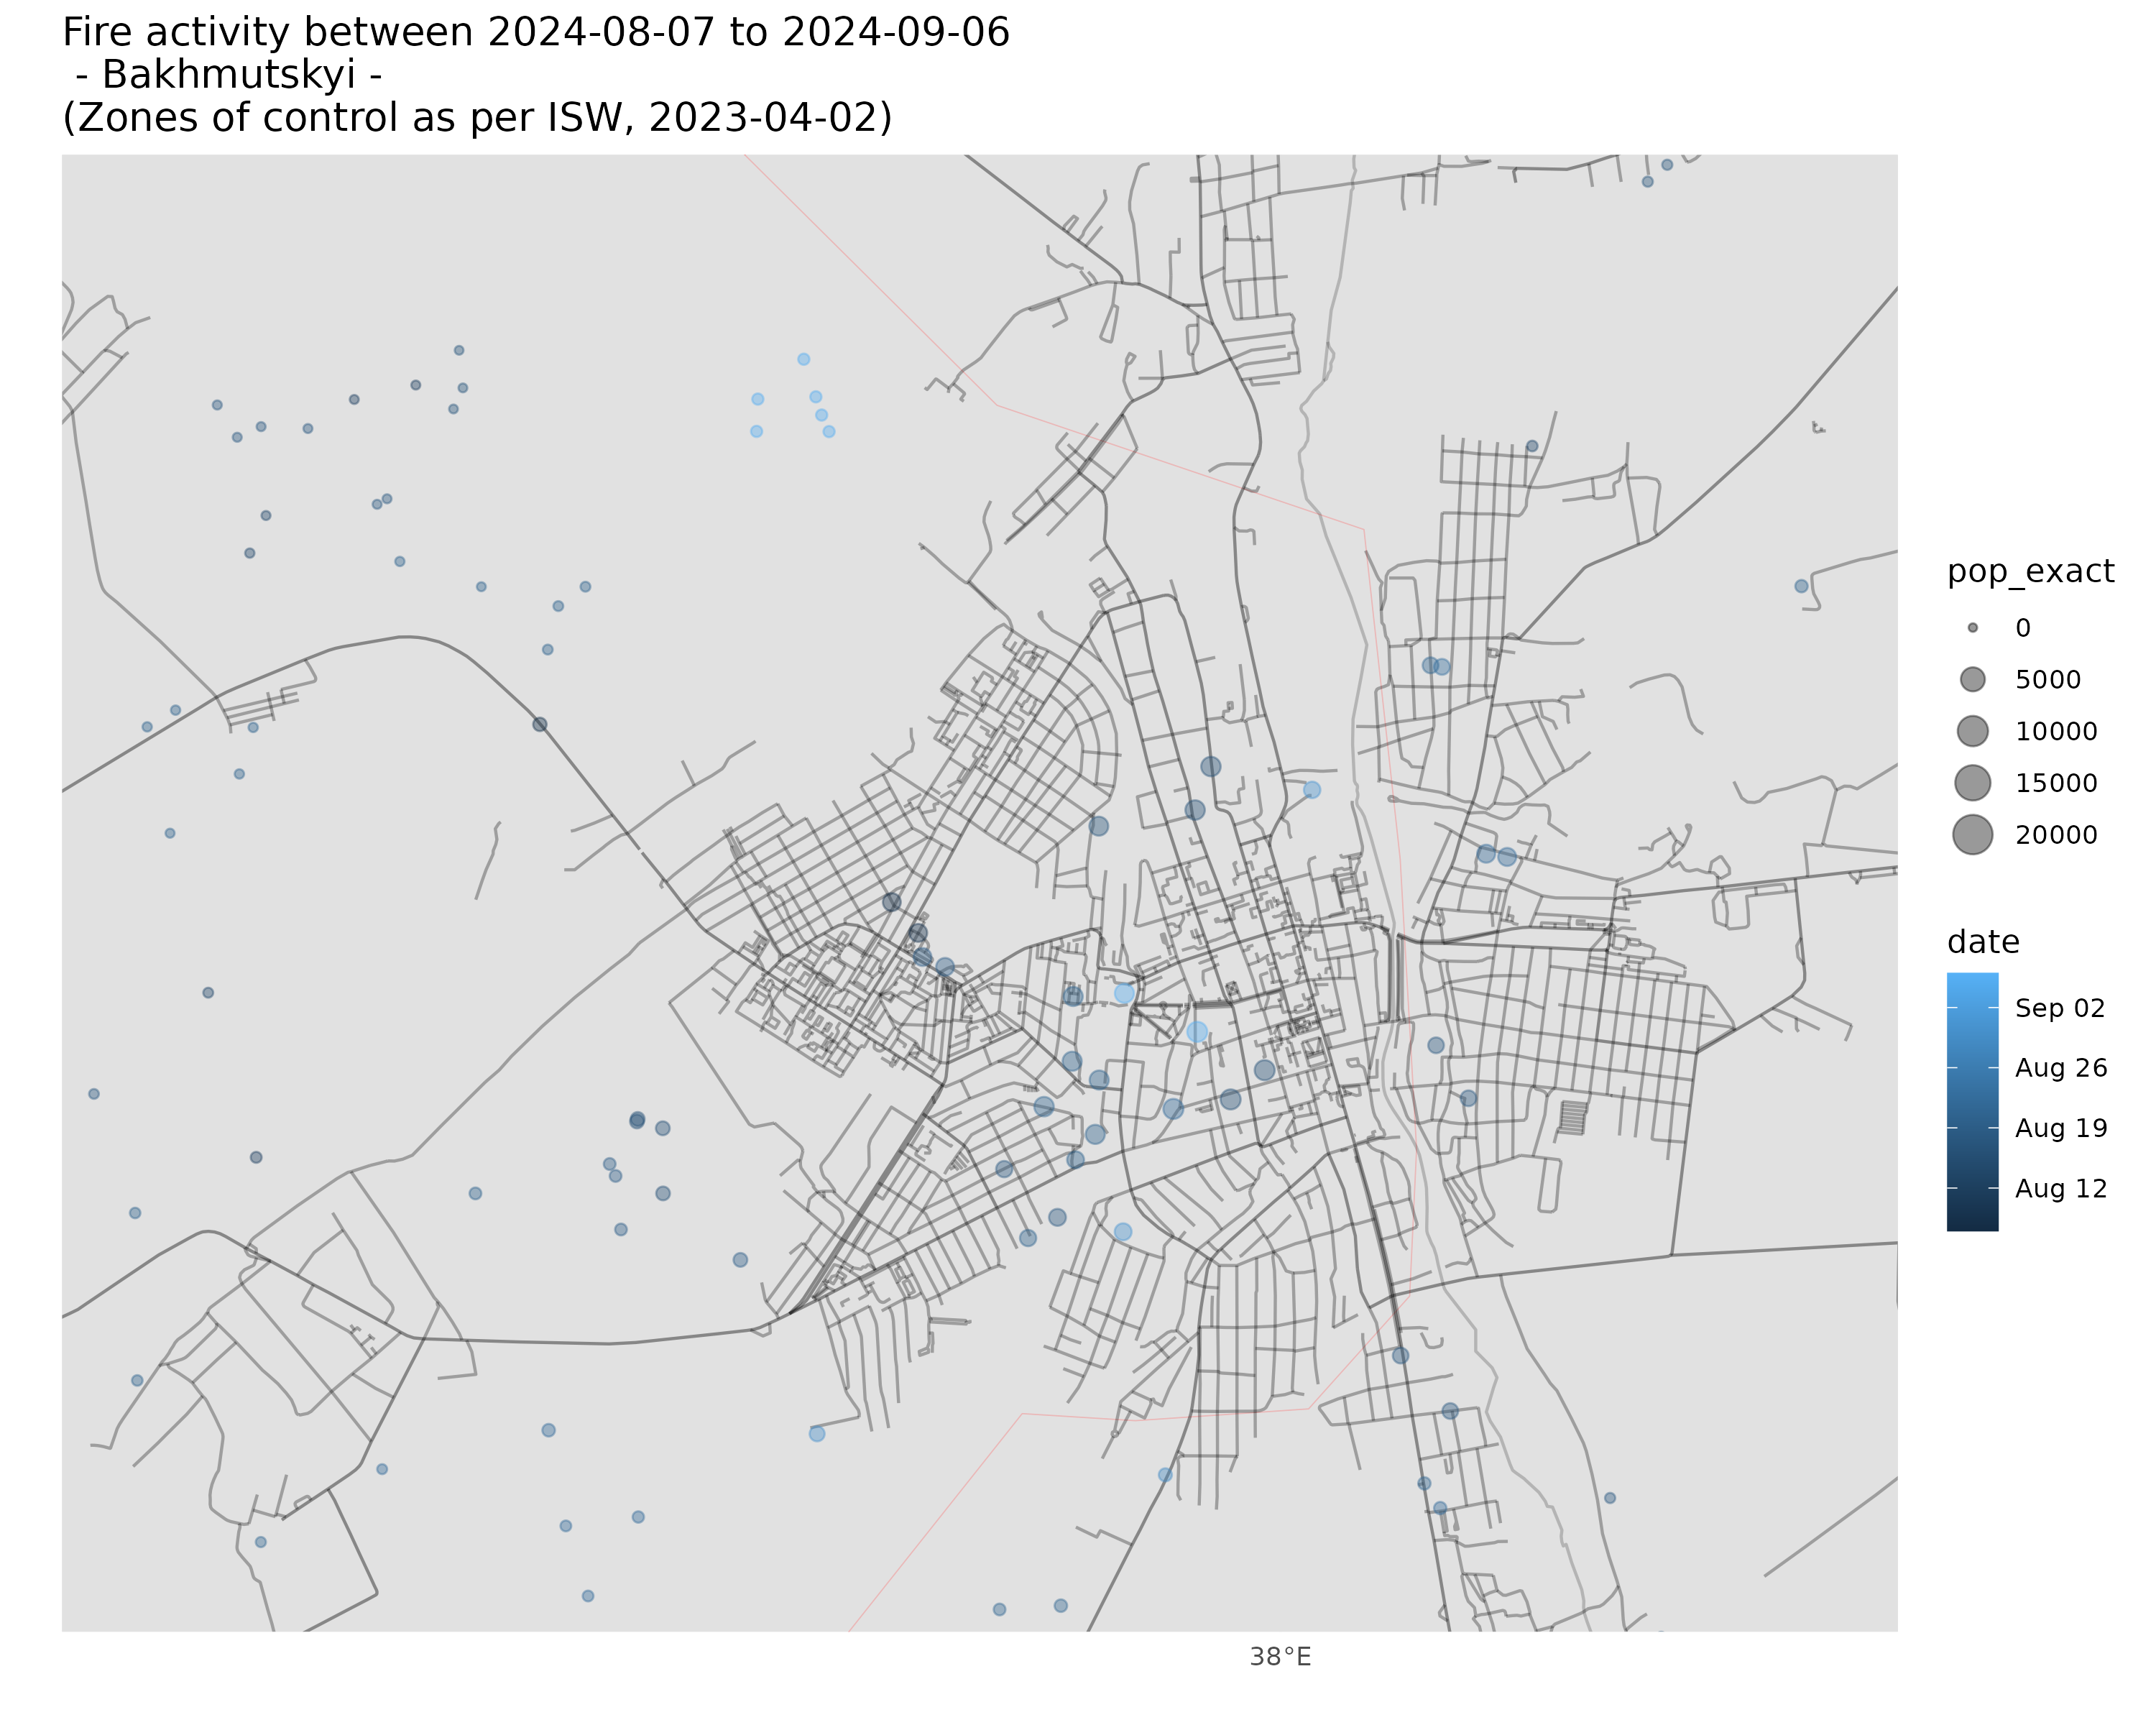 Fire activity between 2024-08-07 to 2024-09-06
- Bakhmutskyi -
(Zones of control as per ISW, 2023-04-02)
pop_exact
0
5000
10000
15000
20000
date
Sep 02
Aug 26
Aug 19
Aug 12
38°E